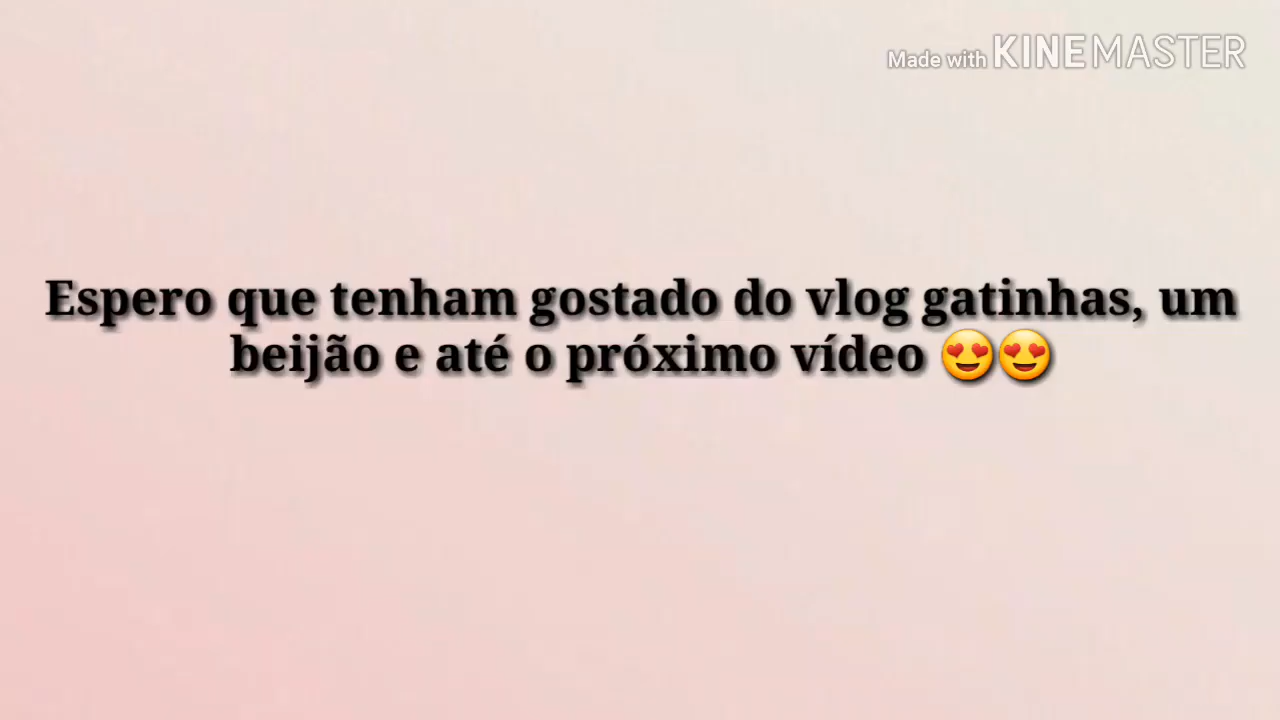 Made with KINEMASTER
Espero que tenham gostado do vlog gatinhas, um
beijão e até o próximo vídeo 😍😍